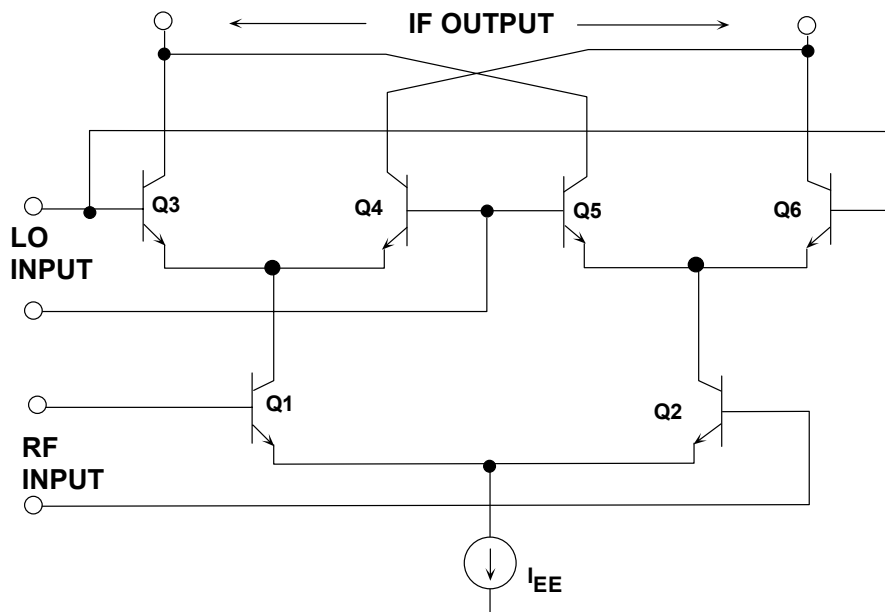 IF OUTPUT
Q3
Q4
Q5
Q6
LO
INPUT
Q1
Q2
RF
INPUT
IEE